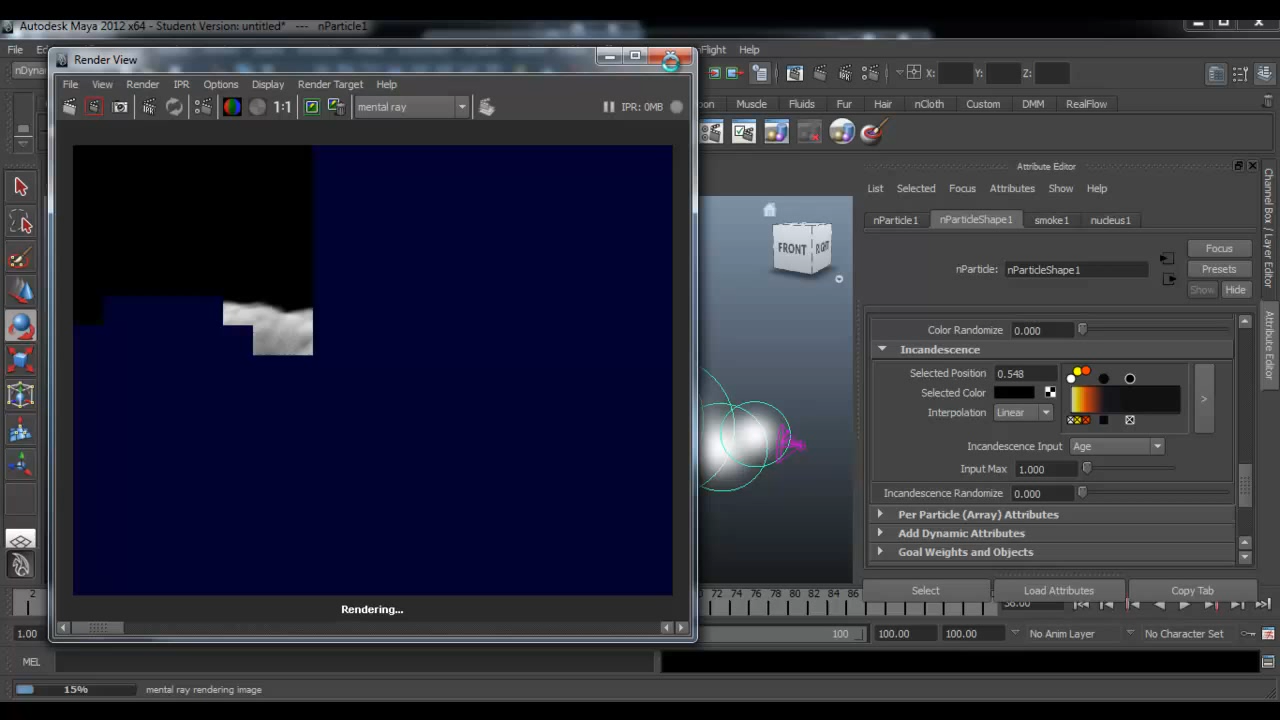 Autodesk Maya 2012 x64 - Student Version: untitled* --- nParticle1
File
Flight Help
Render View
File View Render IPR Options Display Render Target Help
mental ray
1:1
IPR: 0MB
X: Y: Z:
Muscle Fluids Fur Hair nCloth Custom DMM RealFlow
Attribute Editor
List Selected Focus Attributes Show Help
nParticle1 nParticleShape1 smoke1 nucleus1
Focus
nParticle: nParticleShape1
Presets
Show Hide
FRONT
Color Randomize 0.000
Incandescence
Selected Position 0.548
Selected Color
Interpolation Linear
>
Incandescence Input Age
Input Max 1.000
Incandescence Randomize 0.000
Per Particle (Array) Attributes
Add Dynamic Attributes
Goal Weights and Objects
Select Load Attributes Copy Tab
Channel Box / Layer Editor
Attribute Editor
2
72 74 76 78 80 82 84 86
Rendering...
1.00
100 100.00 100.00 No Anim Layer No Character Set
MEL
15% mental ray rendering image